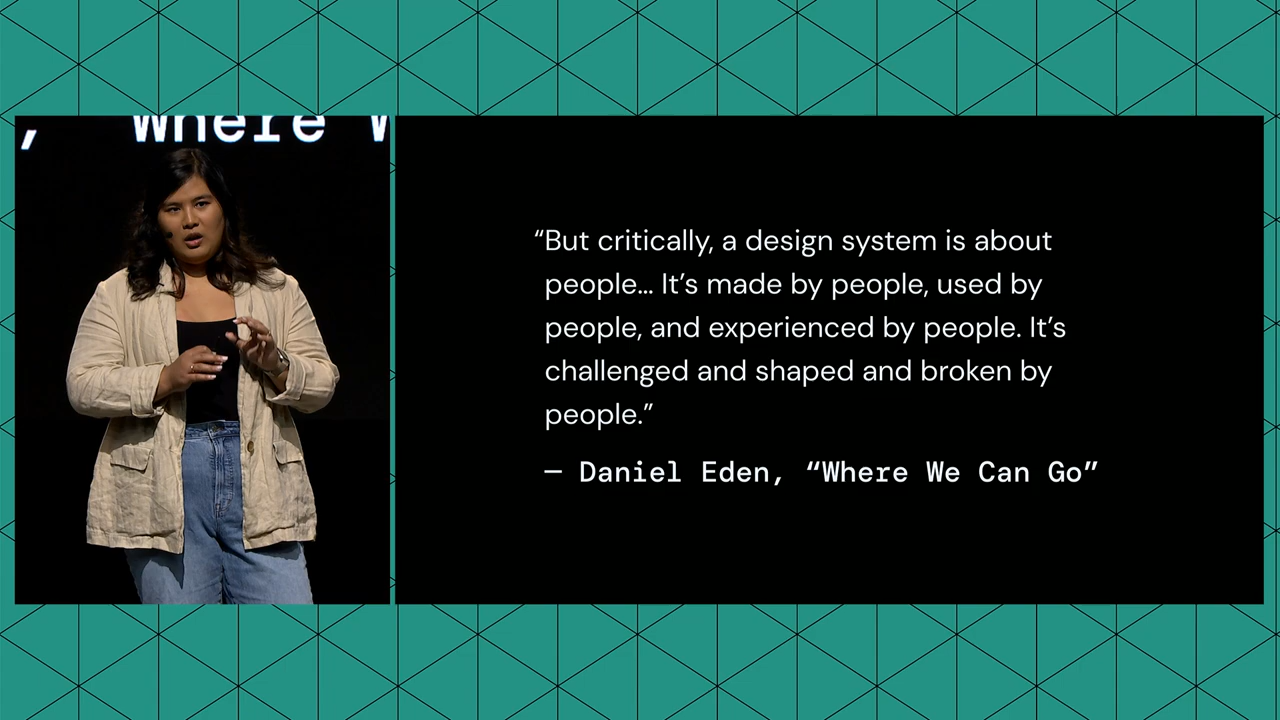 , Where W
“But critically, a design system is about
people… It’s made by people, used by
people, and experienced by people. It’s
challenged and shaped and broken by
people.”
— Daniel Eden, “Where We Can Go”